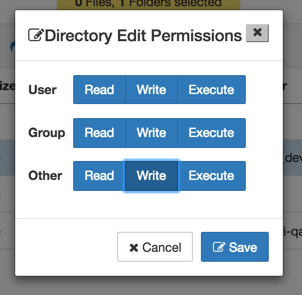 0 Files, 1 Folders selected
Directory Edit Permissions
User Read Write Execute
Group Read Write Execute
Other Read Write Execute
Cancel Save